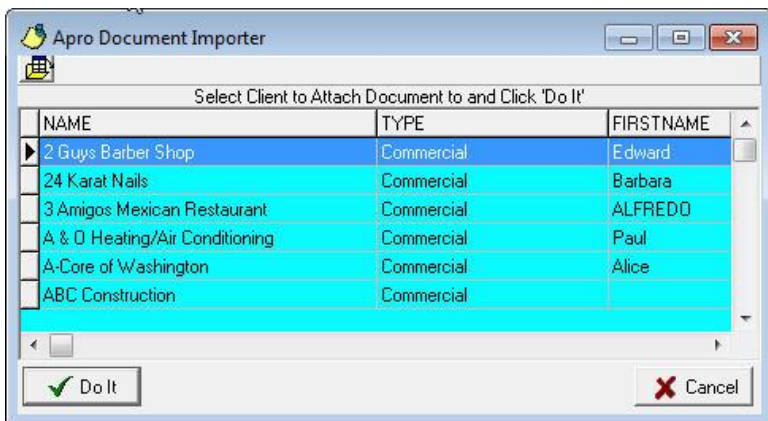 Apro Document Importer
Select Client to Attach Document to and Click 'Do It'
NAME TYPE FIRSTNAME
2 Guys Barber Shop Commercial Edward
24 Karat Nails Commercial Barbara
3 Amigos Mexican Restaurant Commercial ALFREDO
A & O Heating/Air Conditioning Commercial Paul
A-Core of Washington Commercial Alice
ABC Construction Commercial
Do It Cancel